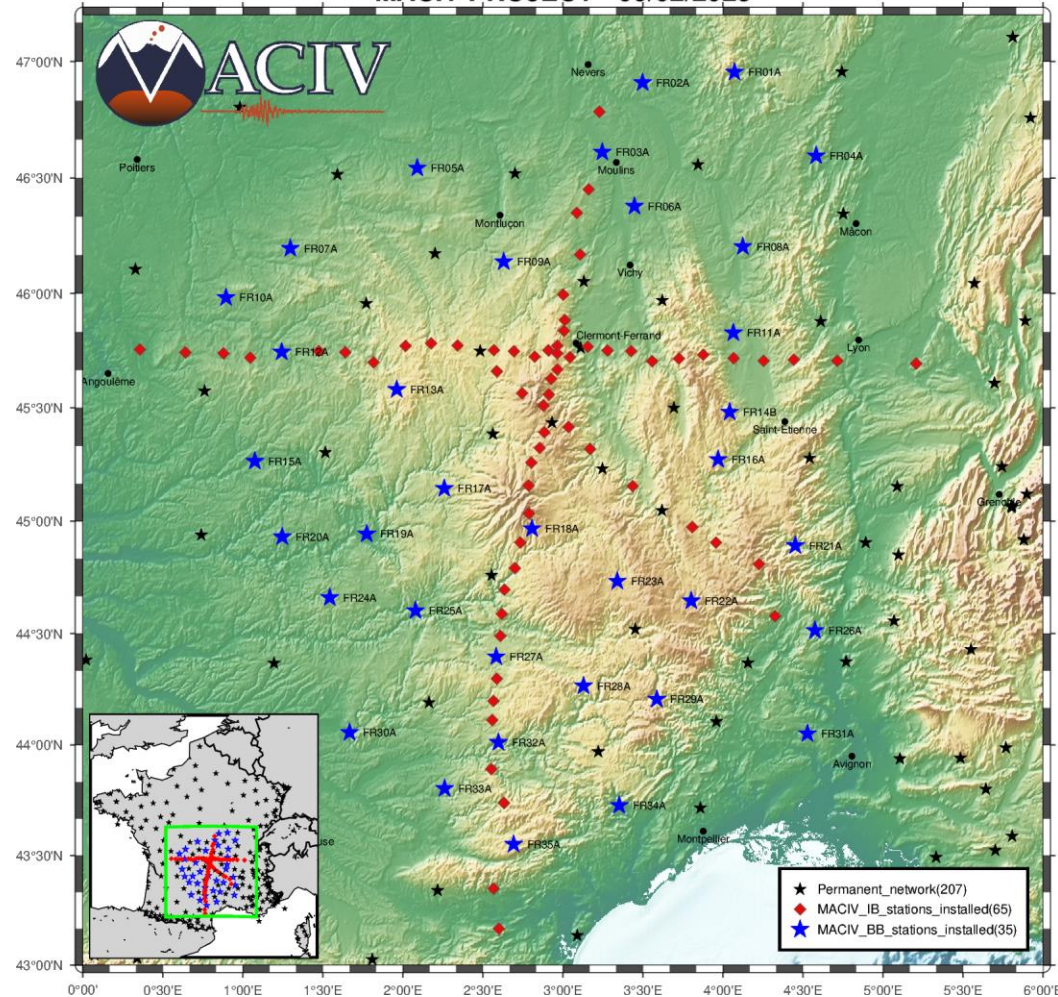 ACIV
47°00'N
46°30'N
46°00'N
45°30'N
45°00'N
44°30'N
44°00'N
43°30'N
43°00'N
Nevers
FR02A
FR01A
Poitiers
FR05A
FR03A
Moulins
FR04A
Montluçon
FR06A
Mâcon
FR07A
FR09A
Vichy
FR08A
FR10A
Clermont-Ferrand
FR11A
Lyon
FR12A
Angoulême
FR13A
FR14B
Saint-Etienne
FR15A
FR16A
FR17A
Grenoble
FR20A
FR19A
FR18A
FR21A
FR23A
FR24A
FR25A
FR22A
FR26A
FR27A
FR28A
FR29A
FR30A
FR32A
FR31A
Avignon
FR33A
FR34A
Montpellier
FR35A
use
Permanent_network(207)
MACIV_IB_stations_installed(65)
MACIV_BB_stations_installed(35)
0°00' 0°30'E 1°00'E 1°30'E 2°00'E 2°30'E 3°00'E 3°30'E 4°00'E 4°30'E 5°00'E 5°30'E 6°00'E